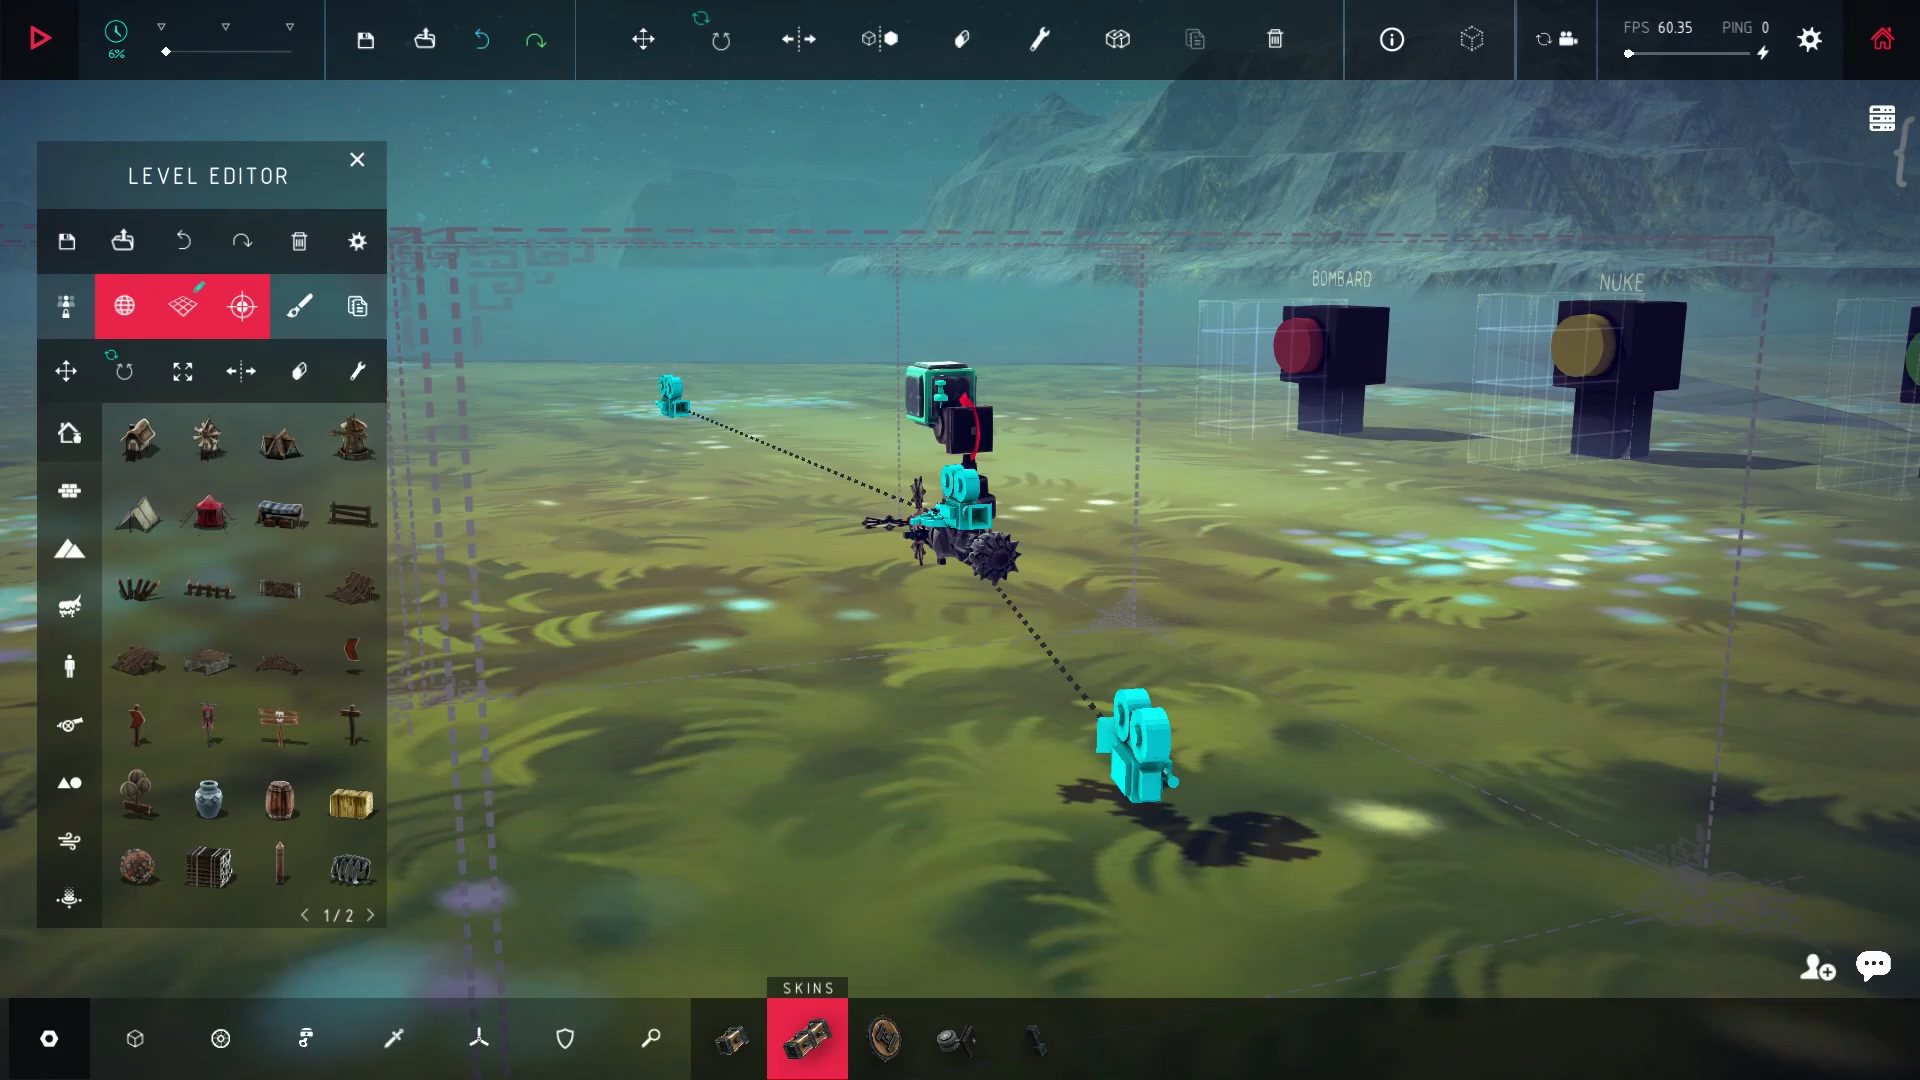 6%
FPS 60.35 PING 0
LEVEL EDITOR
BOMBARD
NUKE
1/2
SKINS